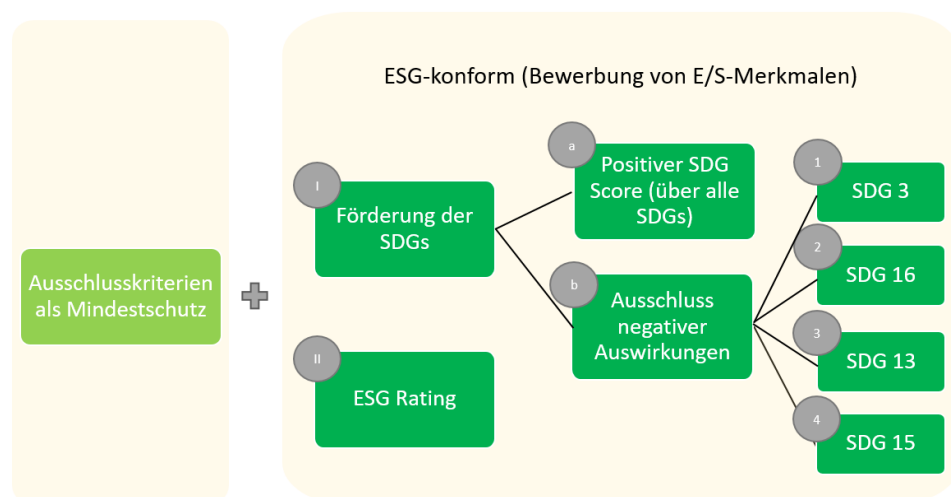 ESG-konform (Bewerbung von E/S-Merkmalen)
Ausschlusskriterien
als Mindestschutz
I
Förderung der
SDGs
II
ESG Rating
a
Positiver SDG
Score (über alle
SDGs)
b
Ausschluss
negativer
Auswirkungen
1
SDG 3
2
SDG 16
3
SDG 13
4
SDG 15